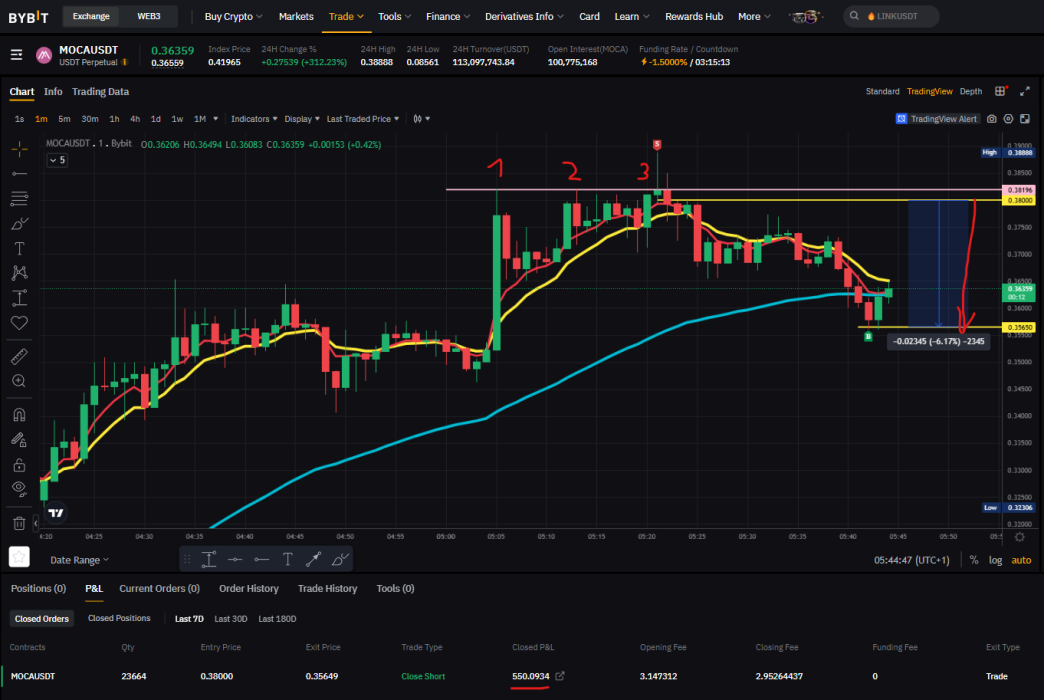 BYBIT Exchange WEB3 Buy Crypto Markets Trade Tools Finance Derivatives Info Card Learn Rewards Hub More LINKUSDT
MOCAUSDT 0.36359 Index Price 24H Change % 24H High 24H Low 24H Turnover(USDT) Open Interest(MOCA) Funding Rate / Countdown
USDT Perpetual 0.36559 0.41965 +0.27539 (+312.23%) 0.38888 0.08561 113,097,743.84 100,775,168 -1.5000% / 03:15:13
Chart Info Trading Data Standard TradingView Depth
1s 1m 5m 30m 1h 4h 1d 1w 1M Indicators Display Last Traded Price TradingView Alert
MOCAUSDT . 1 . Bybit O0.36206 H0.36494 L0.36083 C0.36359 +0.00153 (+0.42%)
5
1 2 3
S
0.39000
High 0.38888
0.38500
0.38196
0.38000
0.37500
0.37000
0.36500
0.36359
00:12
0.36000
0.35650
B
−0.02345 (−6.17%) −2345
0.35000
0.34500
0.34000
0.33500
0.33000
0.32500
Low 0.32306
0.32000
04:25 04:30 04:35 04:40 04:45 04:50 04:55 05:00 05:05 05:10 05:15 05:20 05:25 05:30 05:35 05:40 05:45 05:50
Date Range 05:44:47 (UTC+1) % log auto
Positions (0) P&L Current Orders (0) Order History Trade History Tools (0)
Closed Orders Closed Positions Last 7D Last 30D Last 180D
Contracts Qty Entry Price Exit Price Trade Type Closed P&L Opening Fee Closing Fee Funding Fee Exit Type
MOCAUSDT 23664 0.38000 0.35649 Close Short 550.0934 3.147312 2.95264437 0 Trade